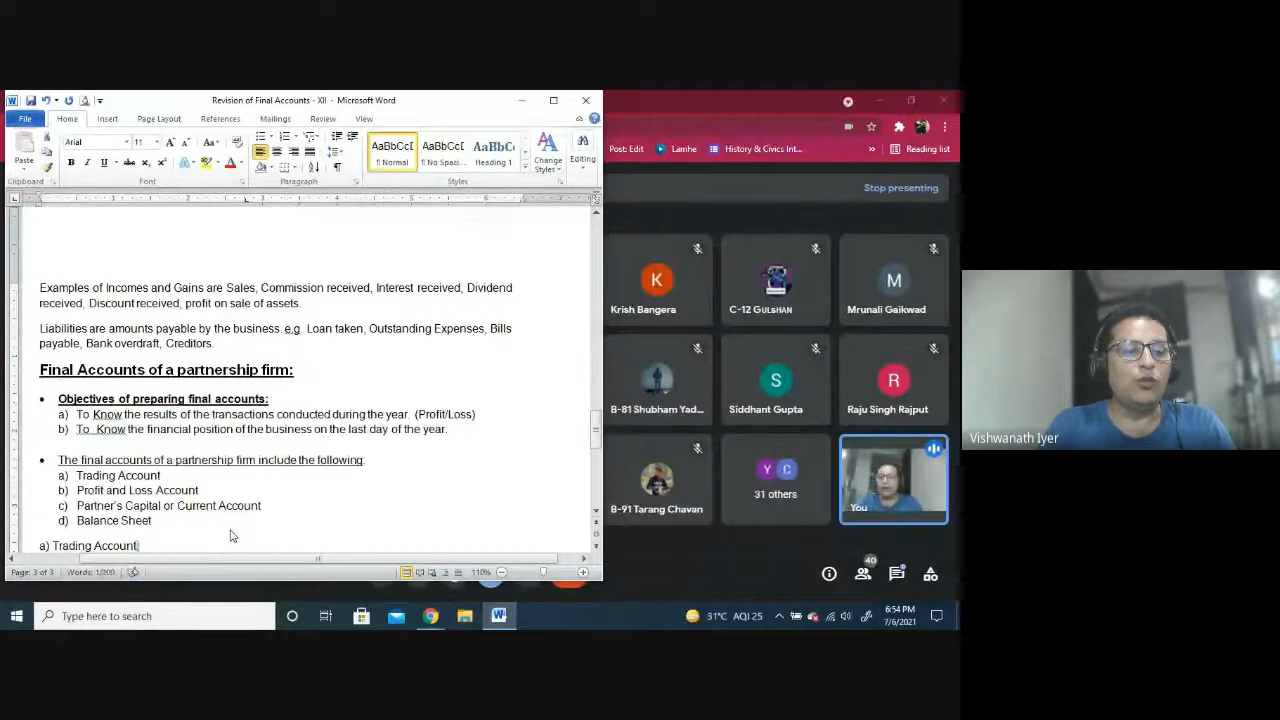 Revision of Final Accounts - XII - Microsoft Word
File Home Insert Page Layout References Mailings Review View
Paste
Arial 11
AaBbCcI AaBbCcI AaBbCc
¶ Normal ¶ No Spaci... Heading 1
Change Styles
Editing
Clipboard Font Paragraph Styles
Examples of Incomes and Gains are Sales, Commission received, Interest received, Dividend
received, Discount received, profit on sale of assets.
Liabilities are amounts payable by the business. e.g. Loan taken, Outstanding Expenses, Bills
payable, Bank overdraft, Creditors.
Final Accounts of a partnership firm:
• Objectives of preparing final accounts:
a) To Know the results of the transactions conducted during the year. (Profit/Loss)
b) To Know the financial position of the business on the last day of the year.
• The final accounts of a partnership firm include the following:
a) Trading Account
b) Profit and Loss Account
c) Partner's Capital or Current Account
d) Balance Sheet
a) Trading Account
Page: 3 of 3 Words: 1/300 110%
Post: Edit Lamhe History & Civics Int... » Reading list
Stop presenting
K
Krish Bangera
C-12 GULSHAN
M
Mrunali Gaikwad
B-81 Shubham Yad...
S
Siddhant Gupta
R
Raju Singh Rajput
B-91 Tarang Chavan
Y C
31 others
You
40
Vishwanath Iyer
Type here to search
31°C AQI 25
6:54 PM
7/6/2021